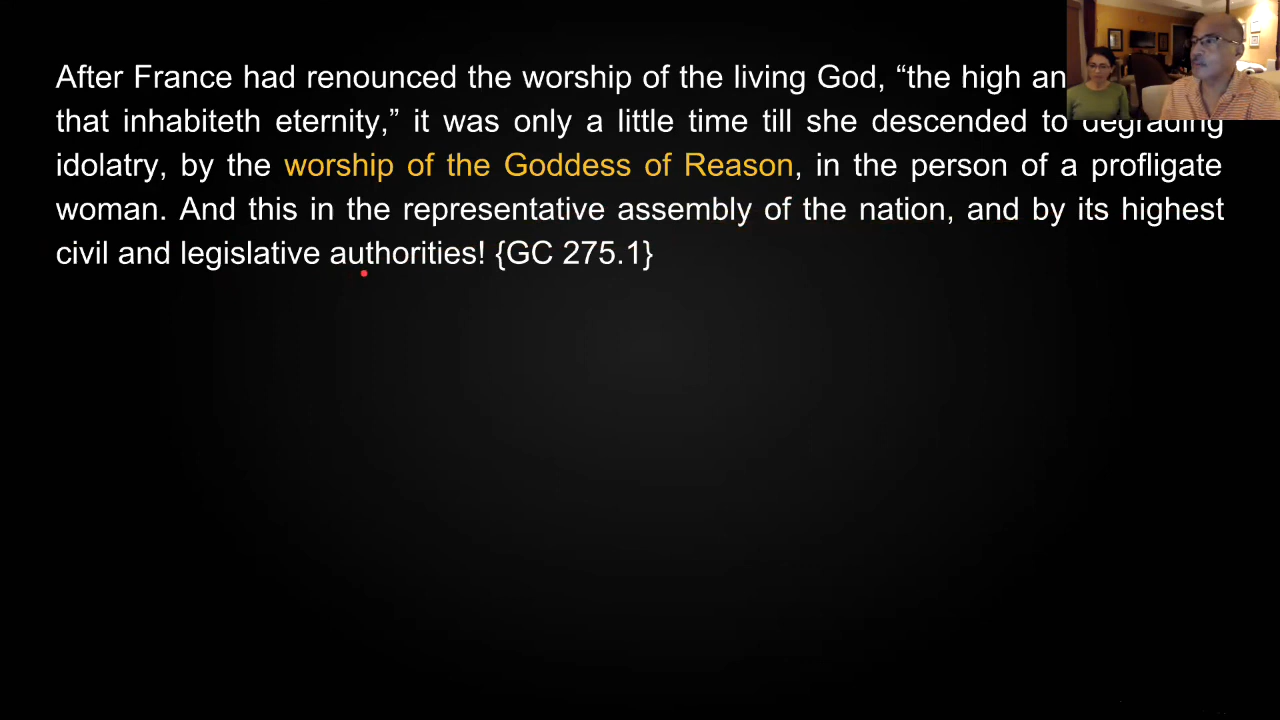 After France had renounced the worship of the living God, “the high an
that inhabiteth eternity,” it was only a little time till she descended to degrading
idolatry, by the worship of the Goddess of Reason, in the person of a profligate
woman. And this in the representative assembly of the nation, and by its highest
civil and legislative authorities! {GC 275.1}